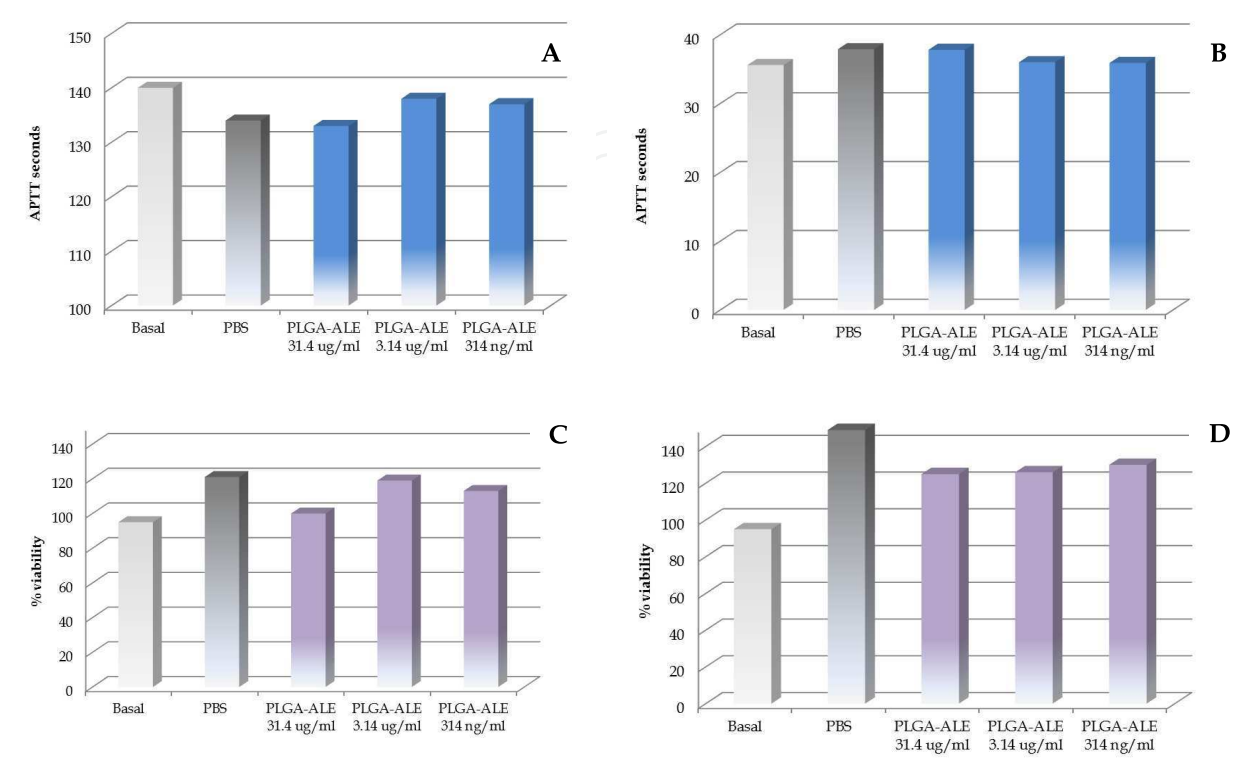 A
APTT seconds
150
140
130
120
110
100
Basal
PBS
PLGA-ALE
31.4 ug/ml
PLGA-ALE
3.14 ug/ml
PLGA-ALE
314 ng/ml
B
APTT seconds
40
30
20
10
0
Basal
PBS
PLGA-ALE
31.4 ug/ml
PLGA-ALE
3.14 ug/ml
PLGA-ALE
314 ng/ml
C
% viability
140
120
100
80
60
40
20
0
Basal
PBS
PLGA-ALE
31.4 ug/ml
PLGA-ALE
3.14 ug/ml
PLGA-ALE
314 ng/ml
D
% viability
140
120
100
80
60
40
20
0
Basal
PBS
PLGA-ALE
31.4 ug/ml
PLGA-ALE
3.14 ug/ml
PLGA-ALE
314 ng/ml